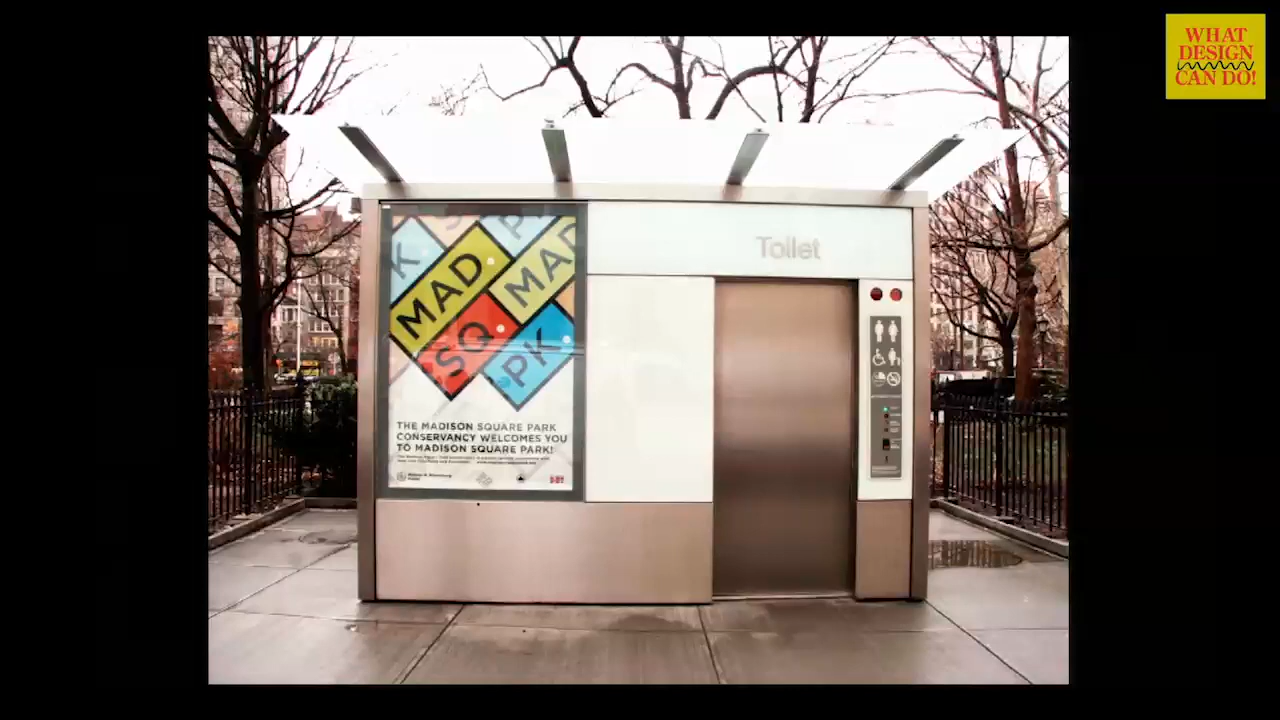 WHAT
DESIGN
CAN DO!
Toilet
K
S
P
MAD
MAD
SQ
PK
THE MADISON SQUARE PARK
CONSERVANCY WELCOMES YOU
TO MADISON SQUARE PARK!